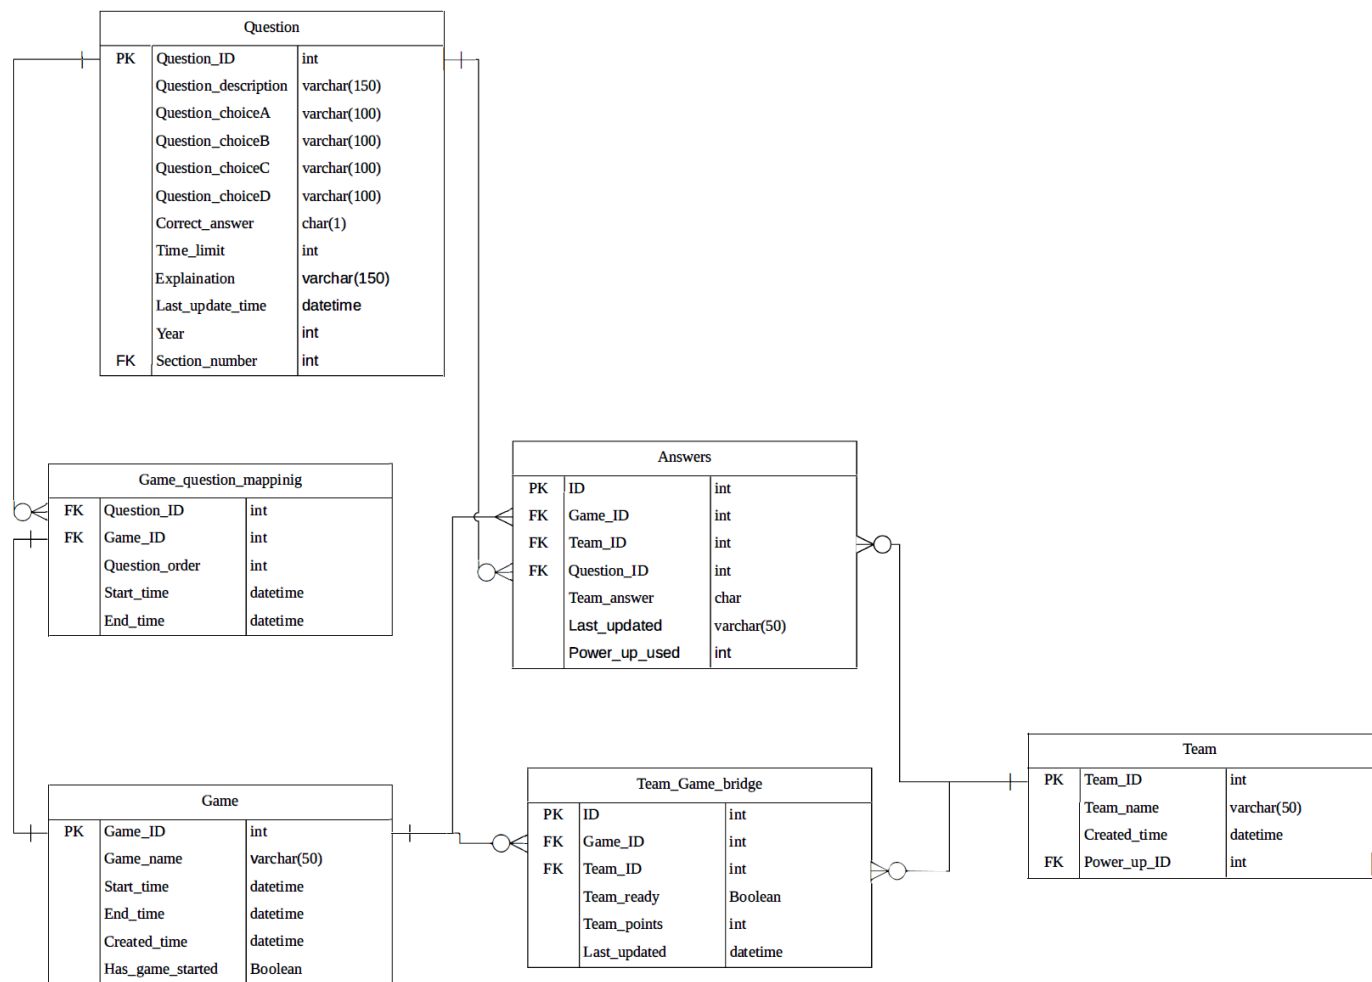 Question
PK Question_ID int
Question_description varchar(150)
Question_choiceA varchar(100)
Question_choiceB varchar(100)
Question_choiceC varchar(100)
Question_choiceD varchar(100)
Correct_answer char(1)
Time_limit int
Explaination varchar(150)
Last_update_time datetime
Year int
FK Section_number int
Game_question_mappinig
FK Question_ID int
FK Game_ID int
Question_order int
Start_time datetime
End_time datetime
Answers
PK ID int
FK Game_ID int
FK Team_ID int
FK Question_ID int
Team_answer char
Last_updated varchar(50)
Power_up_used int
Game
PK Game_ID int
Game_name varchar(50)
Start_time datetime
End_time datetime
Created_time datetime
Has_game_started Boolean
Team_Game_bridge
PK ID int
FK Game_ID int
FK Team_ID int
Team_ready Boolean
Team_points int
Last_updated datetime
Team
PK Team_ID int
Team_name varchar(50)
Created_time datetime
FK Power_up_ID int